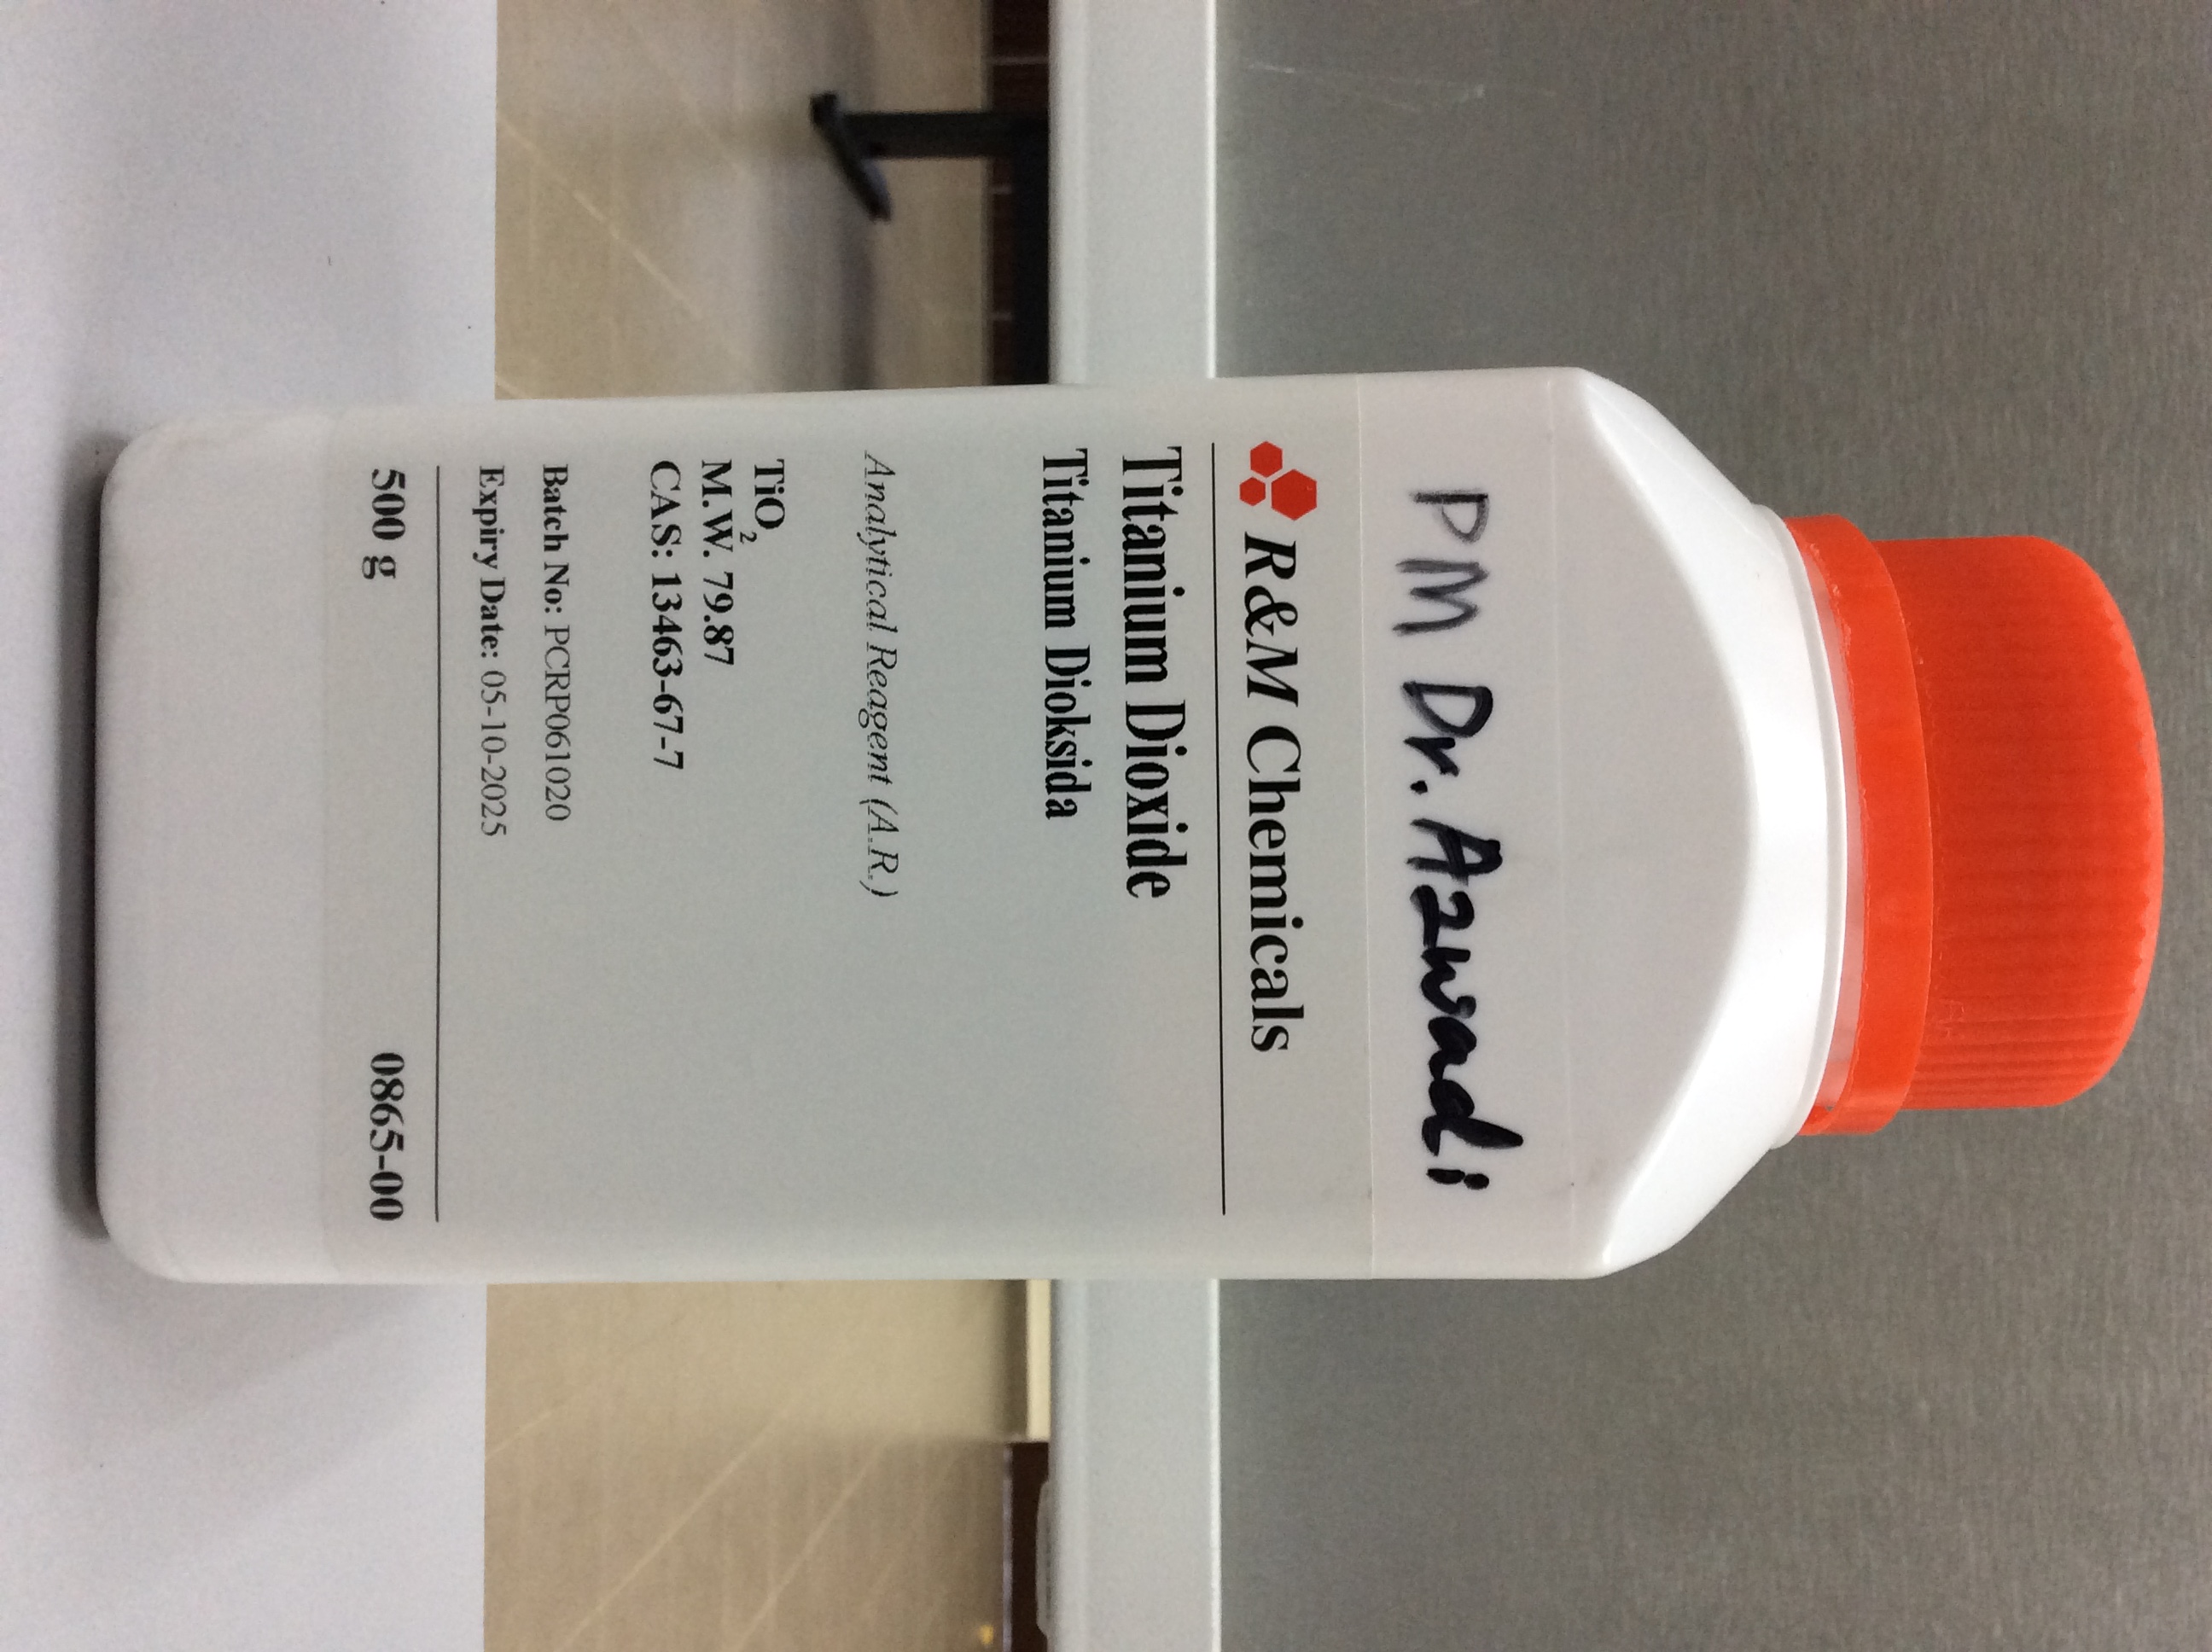 PM Dr. Azwadi
R&M Chemicals
Titanium Dioxide
Titanium Dioksida
Analytical Reagent (A.R.)
TiO₂
M.W. 79.87
CAS: 13463-67-7
Batch No: PCRP061020
Expiry Date: 05-10-2025
500 g 0865-00